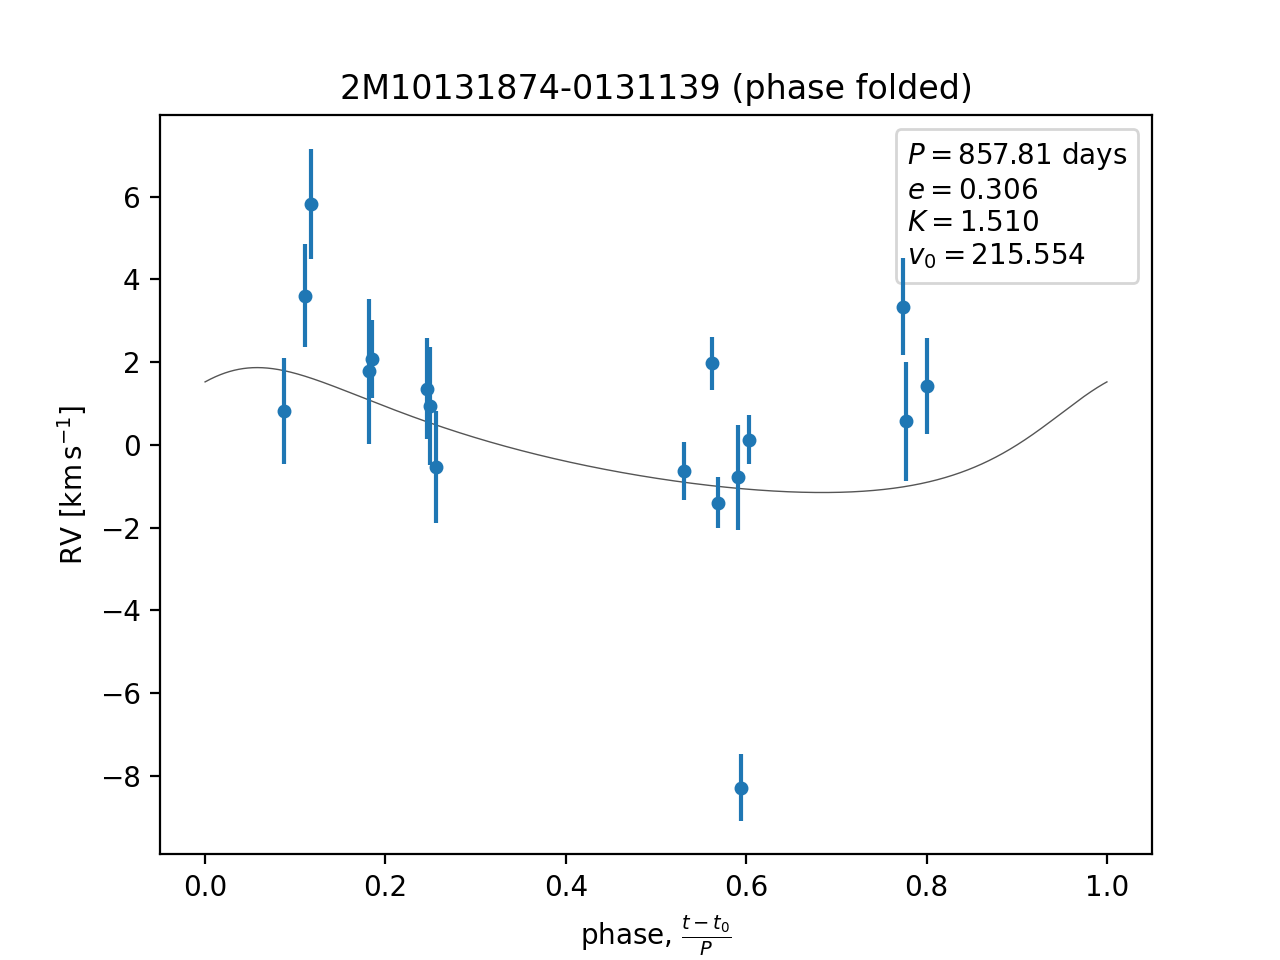 2M10131874-0131139 (phase folded)
P = 857.81 days
e = 0.306
K = 1.510
v₀ = 215.554
RV [km s⁻¹]
6
4
2
0
−2
−4
−6
−8
0.0 0.2 0.4 0.6 0.8 1.0
phase, (t − t₀)/P